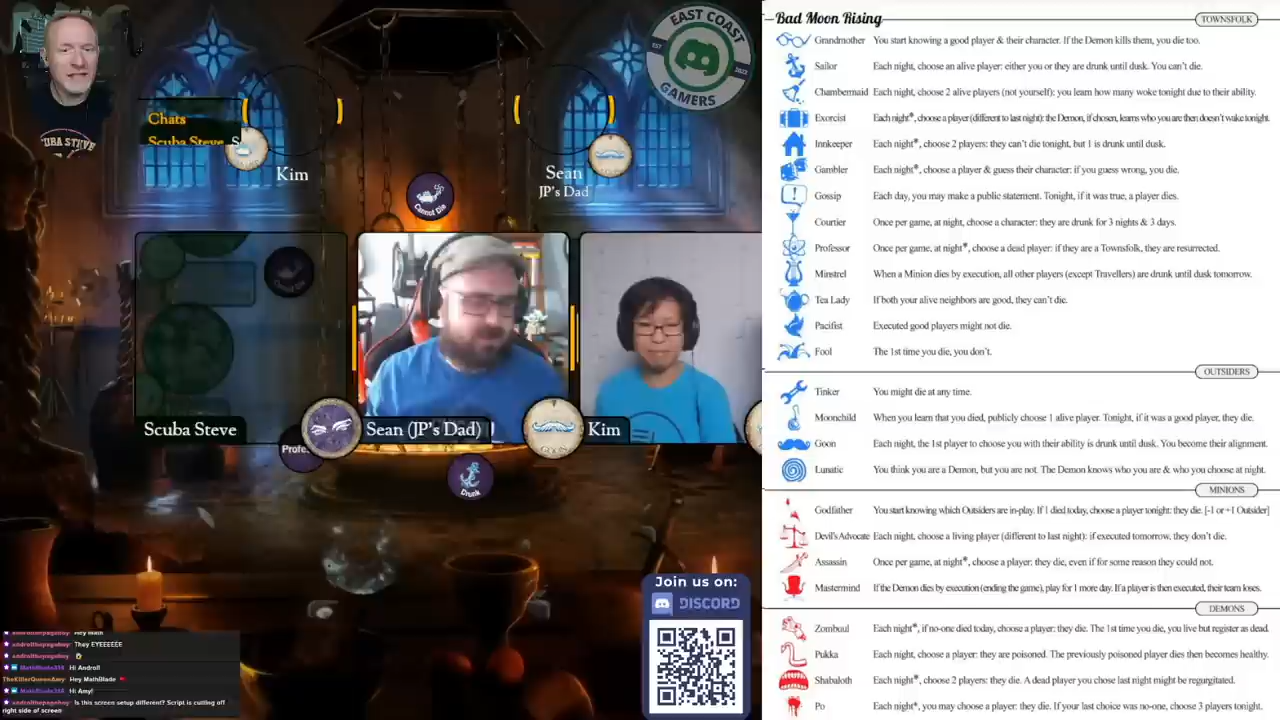 EAST COAST
EST
2022
GAMERS
UBA STEVE
Chats
Scuba Steve S
Kim
Sean
JP's Dad
Cannot Die
Scuba Steve
Sean (JP's Dad)
Kim
Profe
Drunk
Join us on:
DISCORD
Hey Math
They EYEEEEEE
Hi Androll
TheKillerQueenAmy: Hey MathBlade
Hi Amy!
Is this screen setup different? Script is cutting off
right side of screen
Bad Moon Rising
TOWNSFOLK
Grandmother You start knowing a good player & their character. If the Demon kills them, you die too.
Sailor Each night, choose an alive player: either you or they are drunk until dusk. You can't die.
Chambermaid Each night, choose 2 alive players (not yourself): you learn how many woke tonight due to their ability.
Exorcist Each night*, choose a player (different to last night): the Demon, if chosen, learns who you are then doesn't wake tonight.
Innkeeper Each night*, choose 2 players: they can't die tonight, but 1 is drunk until dusk.
Gambler Each night*, choose a player & guess their character: if you guess wrong, you die.
Gossip Each day, you may make a public statement. Tonight, if it was true, a player dies.
Courtier Once per game, at night, choose a character: they are drunk for 3 nights & 3 days.
Professor Once per game, at night*, choose a dead player: if they are a Townsfolk, they are resurrected.
Minstrel When a Minion dies by execution, all other players (except Travellers) are drunk until dusk tomorrow.
Tea Lady If both your alive neighbors are good, they can't die.
Pacifist Executed good players might not die.
Fool The 1st time you die, you don't.
OUTSIDERS
Tinker You might die at any time.
Moonchild When you learn that you died, publicly choose 1 alive player. Tonight, if it was a good player, they die.
Goon Each night, the 1st player to choose you with their ability is drunk until dusk. You become their alignment.
Lunatic You think you are a Demon, but you are not. The Demon knows who you are & who you choose at night.
MINIONS
Godfather You start knowing which Outsiders are in-play. If 1 died today, choose a player tonight: they die. [-1 or +1 Outsider]
Devil's Advocate Each night, choose a living player (different to last night): if executed tomorrow, they don't die.
Assassin Once per game, at night*, choose a player: they die, even if for some reason they could not.
Mastermind If the Demon dies by execution (ending the game), play for 1 more day. If a player is then executed, their team loses.
DEMONS
Zombuul Each night*, if no-one died today, choose a player: they die. The 1st time you die, you live but register as dead.
Pukka Each night, choose a player: they are poisoned. The previously poisoned player dies then becomes healthy.
Shabaloth Each night*, choose 2 players: they die. A dead player you chose last night might be regurgitated.
Po Each night*, you may choose a player: they die. If your last choice was no-one, choose 3 players tonight.